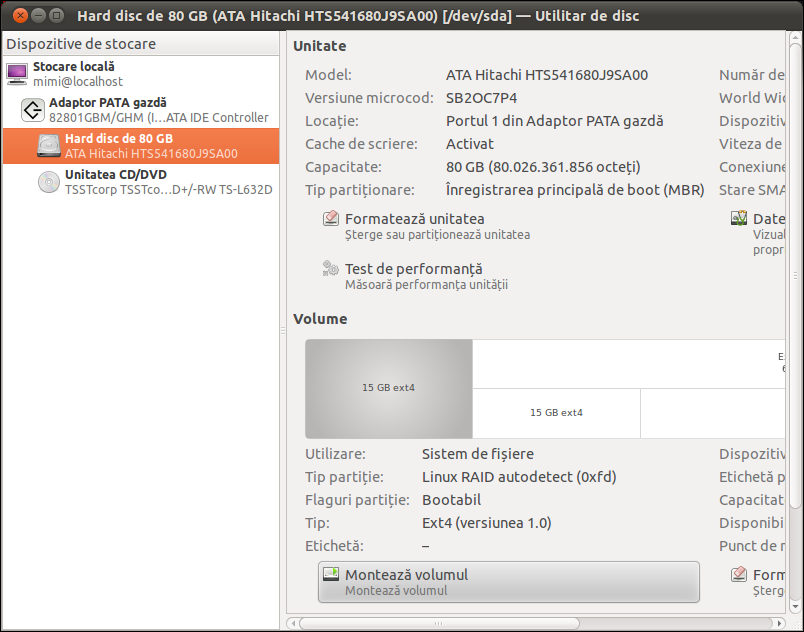 Hard disc de 80 GB (ATA Hitachi HTS541680J9SA00) [/dev/sda] — Utilitar de disc
Dispozitive de stocare
Stocare locală
mimi@localhost
Adaptor PATA gazdă
82801GBM/GHM (I...ATA IDE Controller
Hard disc de 80 GB
ATA Hitachi HTS541680J9SA00
Unitatea CD/DVD
TSSTcorp TSSTco...D+/-RW TS-L632D
Unitate
Model: ATA Hitachi HTS541680J9SA00 Număr de
Versiune microcod: SB2OC7P4 World Wid
Locație: Portul 1 din Adaptor PATA gazdă Dispozitiv
Cache de scriere: Activat Viteza de
Capacitate: 80 GB (80.026.361.856 octeți) Conexiune
Tip partiționare: Înregistrarea principală de boot (MBR) Stare SMA
Formatează unitatea Date
Șterge sau partiționează unitatea Vizual
propr
Test de performanță
Măsoară performanța unității
Volume
15 GB ext4
E
6
15 GB ext4
Utilizare: Sistem de fișiere Dispozitiv
Tip partiție: Linux RAID autodetect (0xfd) Etichetă p
Flaguri partiție: Bootabil Capacitat
Tip: Ext4 (versiunea 1.0) Disponibi
Etichetă: – Punct de m
Montează volumul Form
Montează volumul Șterg